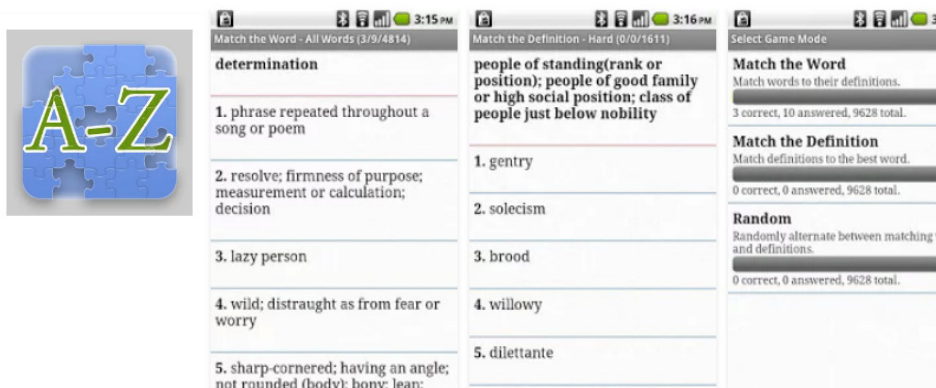 A-Z
3:15 PM
Match the Word - All Words (3/9/4814)
determination
1. phrase repeated throughout a
song or poem
2. resolve; firmness of purpose;
measurement or calculation;
decision
3. lazy person
4. wild; distraught as from fear or
worry
5. sharp-cornered; having an angle;
not rounded (body); bony; lean;
3:16 PM
Match the Definition - Hard (0/0/1611)
people of standing(rank or
position); people of good family
or high social position; class of
people just below nobility
1. gentry
2. solecism
3. brood
4. willowy
5. dilettante
3
Select Game Mode
Match the Word
Match words to their definitions.
3 correct, 10 answered, 9628 total.
Match the Definition
Match definitions to the best word.
0 correct, 0 answered, 9628 total.
Random
Randomly alternate between matching
and definitions.
0 correct, 0 answered, 9628 total.